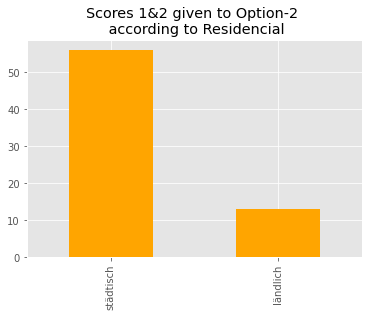 Scores 1&2 given to Option-2
according to Residencial
50
40
30
20
10
0
städtisch
ländlich